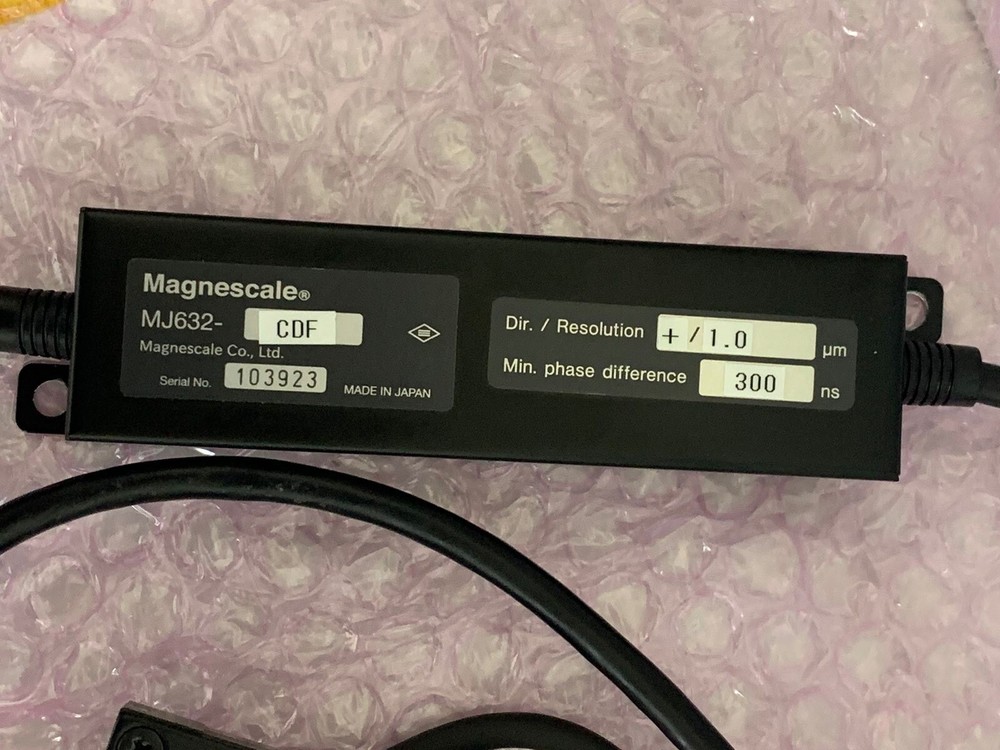 Magnescale®
MJ632- CDF
Magnescale Co., Ltd.
Serial No. 103923 MADE IN JAPAN
Dir. / Resolution + / 1.0 μm
Min. phase difference 300 ns